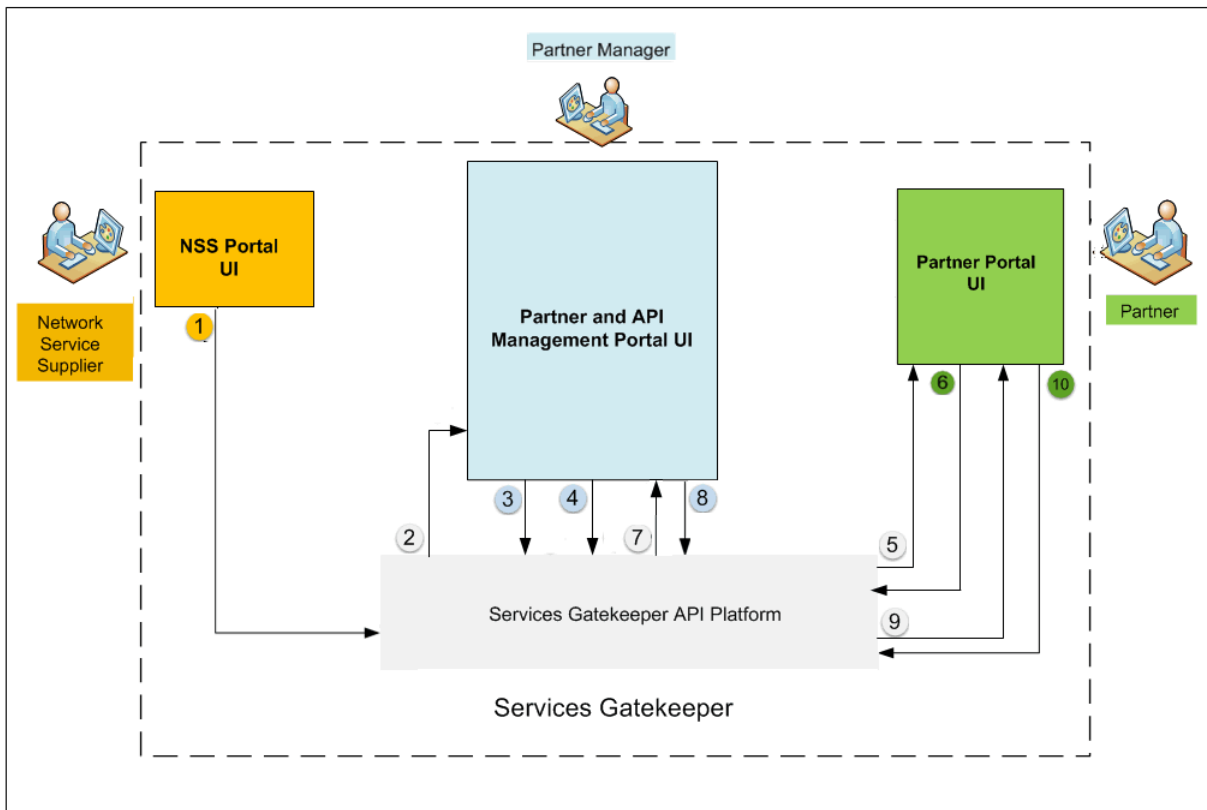 Partner Manager
NSS Portal
UI
Partner Portal
UI
Network
Service
Supplier
1
Partner and API
Management Portal UI
Partner
6
10
3
4
8
2
7
5
Services Gatekeeper API Platform
9
Services Gatekeeper